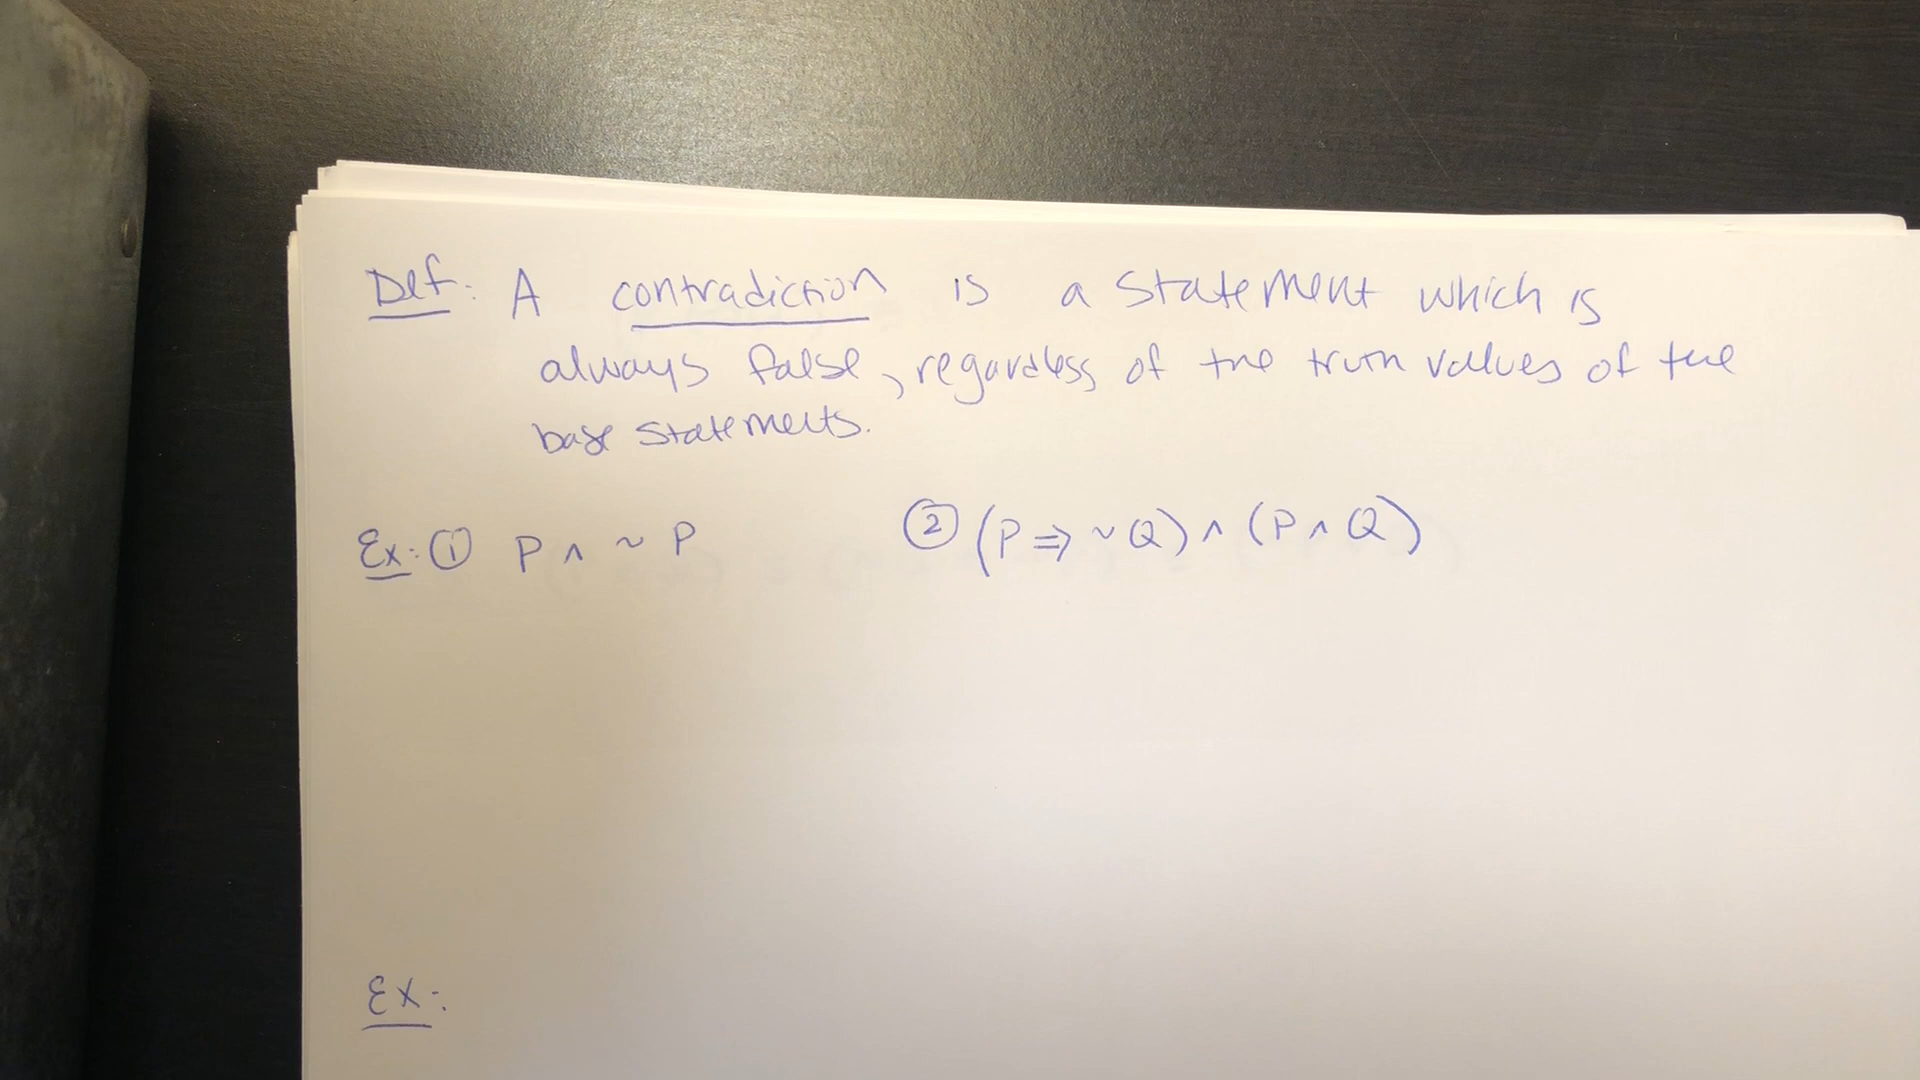 Def: A contradiction is a statement which is
always false, regardless of the truth values of the
base statements.
Ex: ① P ∧ ~ P ② (P ⇒ ~Q) ∧ (P ∧ Q)
Ex: